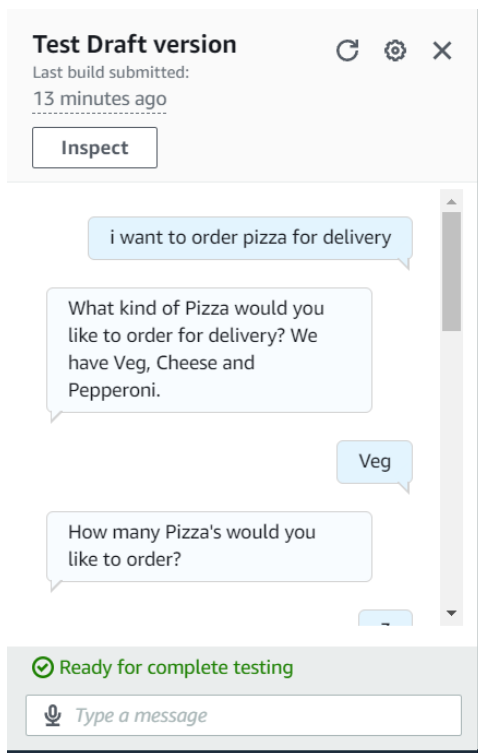 Test Draft version
Last build submitted:
13 minutes ago
Inspect
i want to order pizza for delivery
What kind of Pizza would you
like to order for delivery? We
have Veg, Cheese and
Pepperoni.
Veg
How many Pizza's would you
like to order?
Ready for complete testing
Type a message